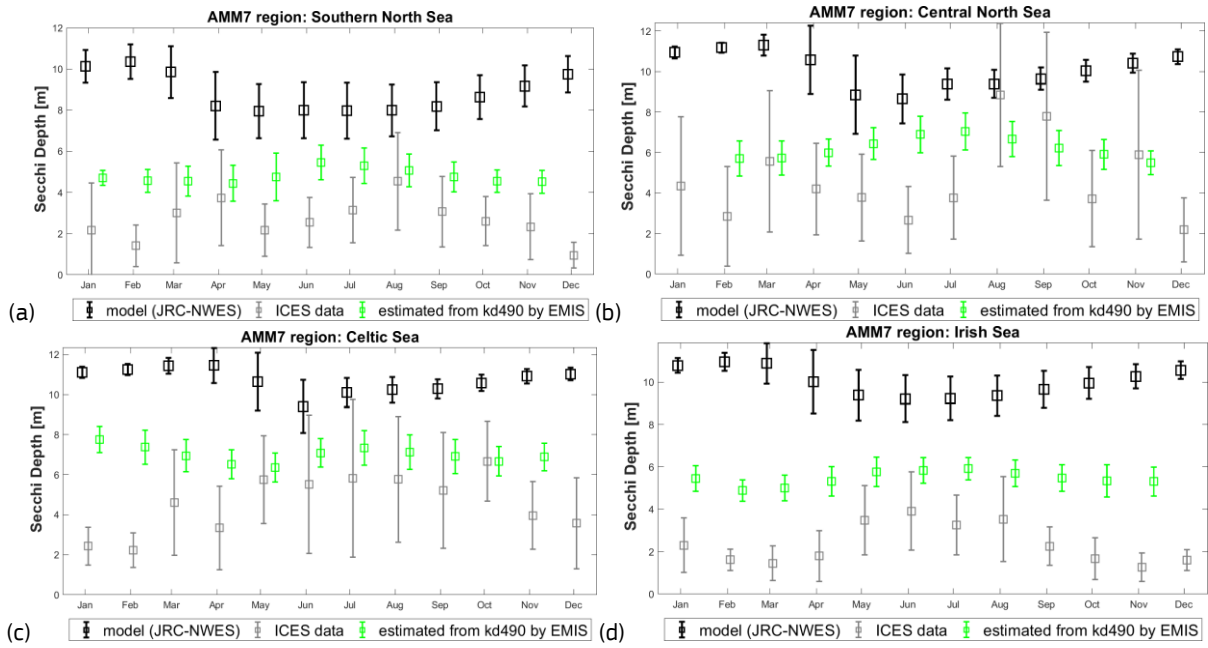 AMM7 region: Southern North Sea
Secchi Depth [m]
12
10
8
6
4
2
0
Jan Feb Mar Apr May Jun Jul Aug Sep Oct Nov Dec
model (JRC-NWES) ICES data estimated from kd490 by EMIS
(a)
AMM7 region: Central North Sea
Secchi Depth [m]
12
10
8
6
4
2
0
Jan Feb Mar Apr May Jun Jul Aug Sep Oct Nov Dec
model (JRC-NWES) ICES data estimated from kd490 by EMIS
(b)
AMM7 region: Celtic Sea
Secchi Depth [m]
12
10
8
6
4
2
0
Jan Feb Mar Apr May Jun Jul Aug Sep Oct Nov Dec
model (JRC-NWES) ICES data estimated from kd490 by EMIS
(c)
AMM7 region: Irish Sea
Secchi Depth [m]
10
8
6
4
2
0
Jan Feb Mar Apr May Jun Jul Aug Sep Oct Nov Dec
model (JRC-NWES) ICES data estimated from kd490 by EMIS
(d)